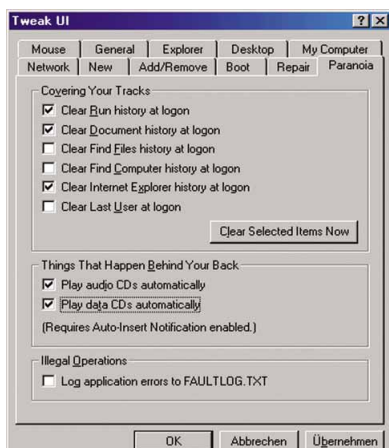 Tweak UI
Mouse General Explorer Desktop My Computer
Network New Add/Remove Boot Repair Paranoia
Covering Your Tracks
Clear Run history at logon
Clear Document history at logon
Clear Find Files history at logon
Clear Find Computer history at logon
Clear Internet Explorer history at logon
Clear Last User at logon
Clear Selected Items Now
Things That Happen Behind Your Back
Play audio CDs automatically
Play data CDs automatically
(Requires Auto-Insert Notification enabled.)
Illegal Operations
Log application errors to FAULTLOG.TXT
OK Abbrechen Übernehmen